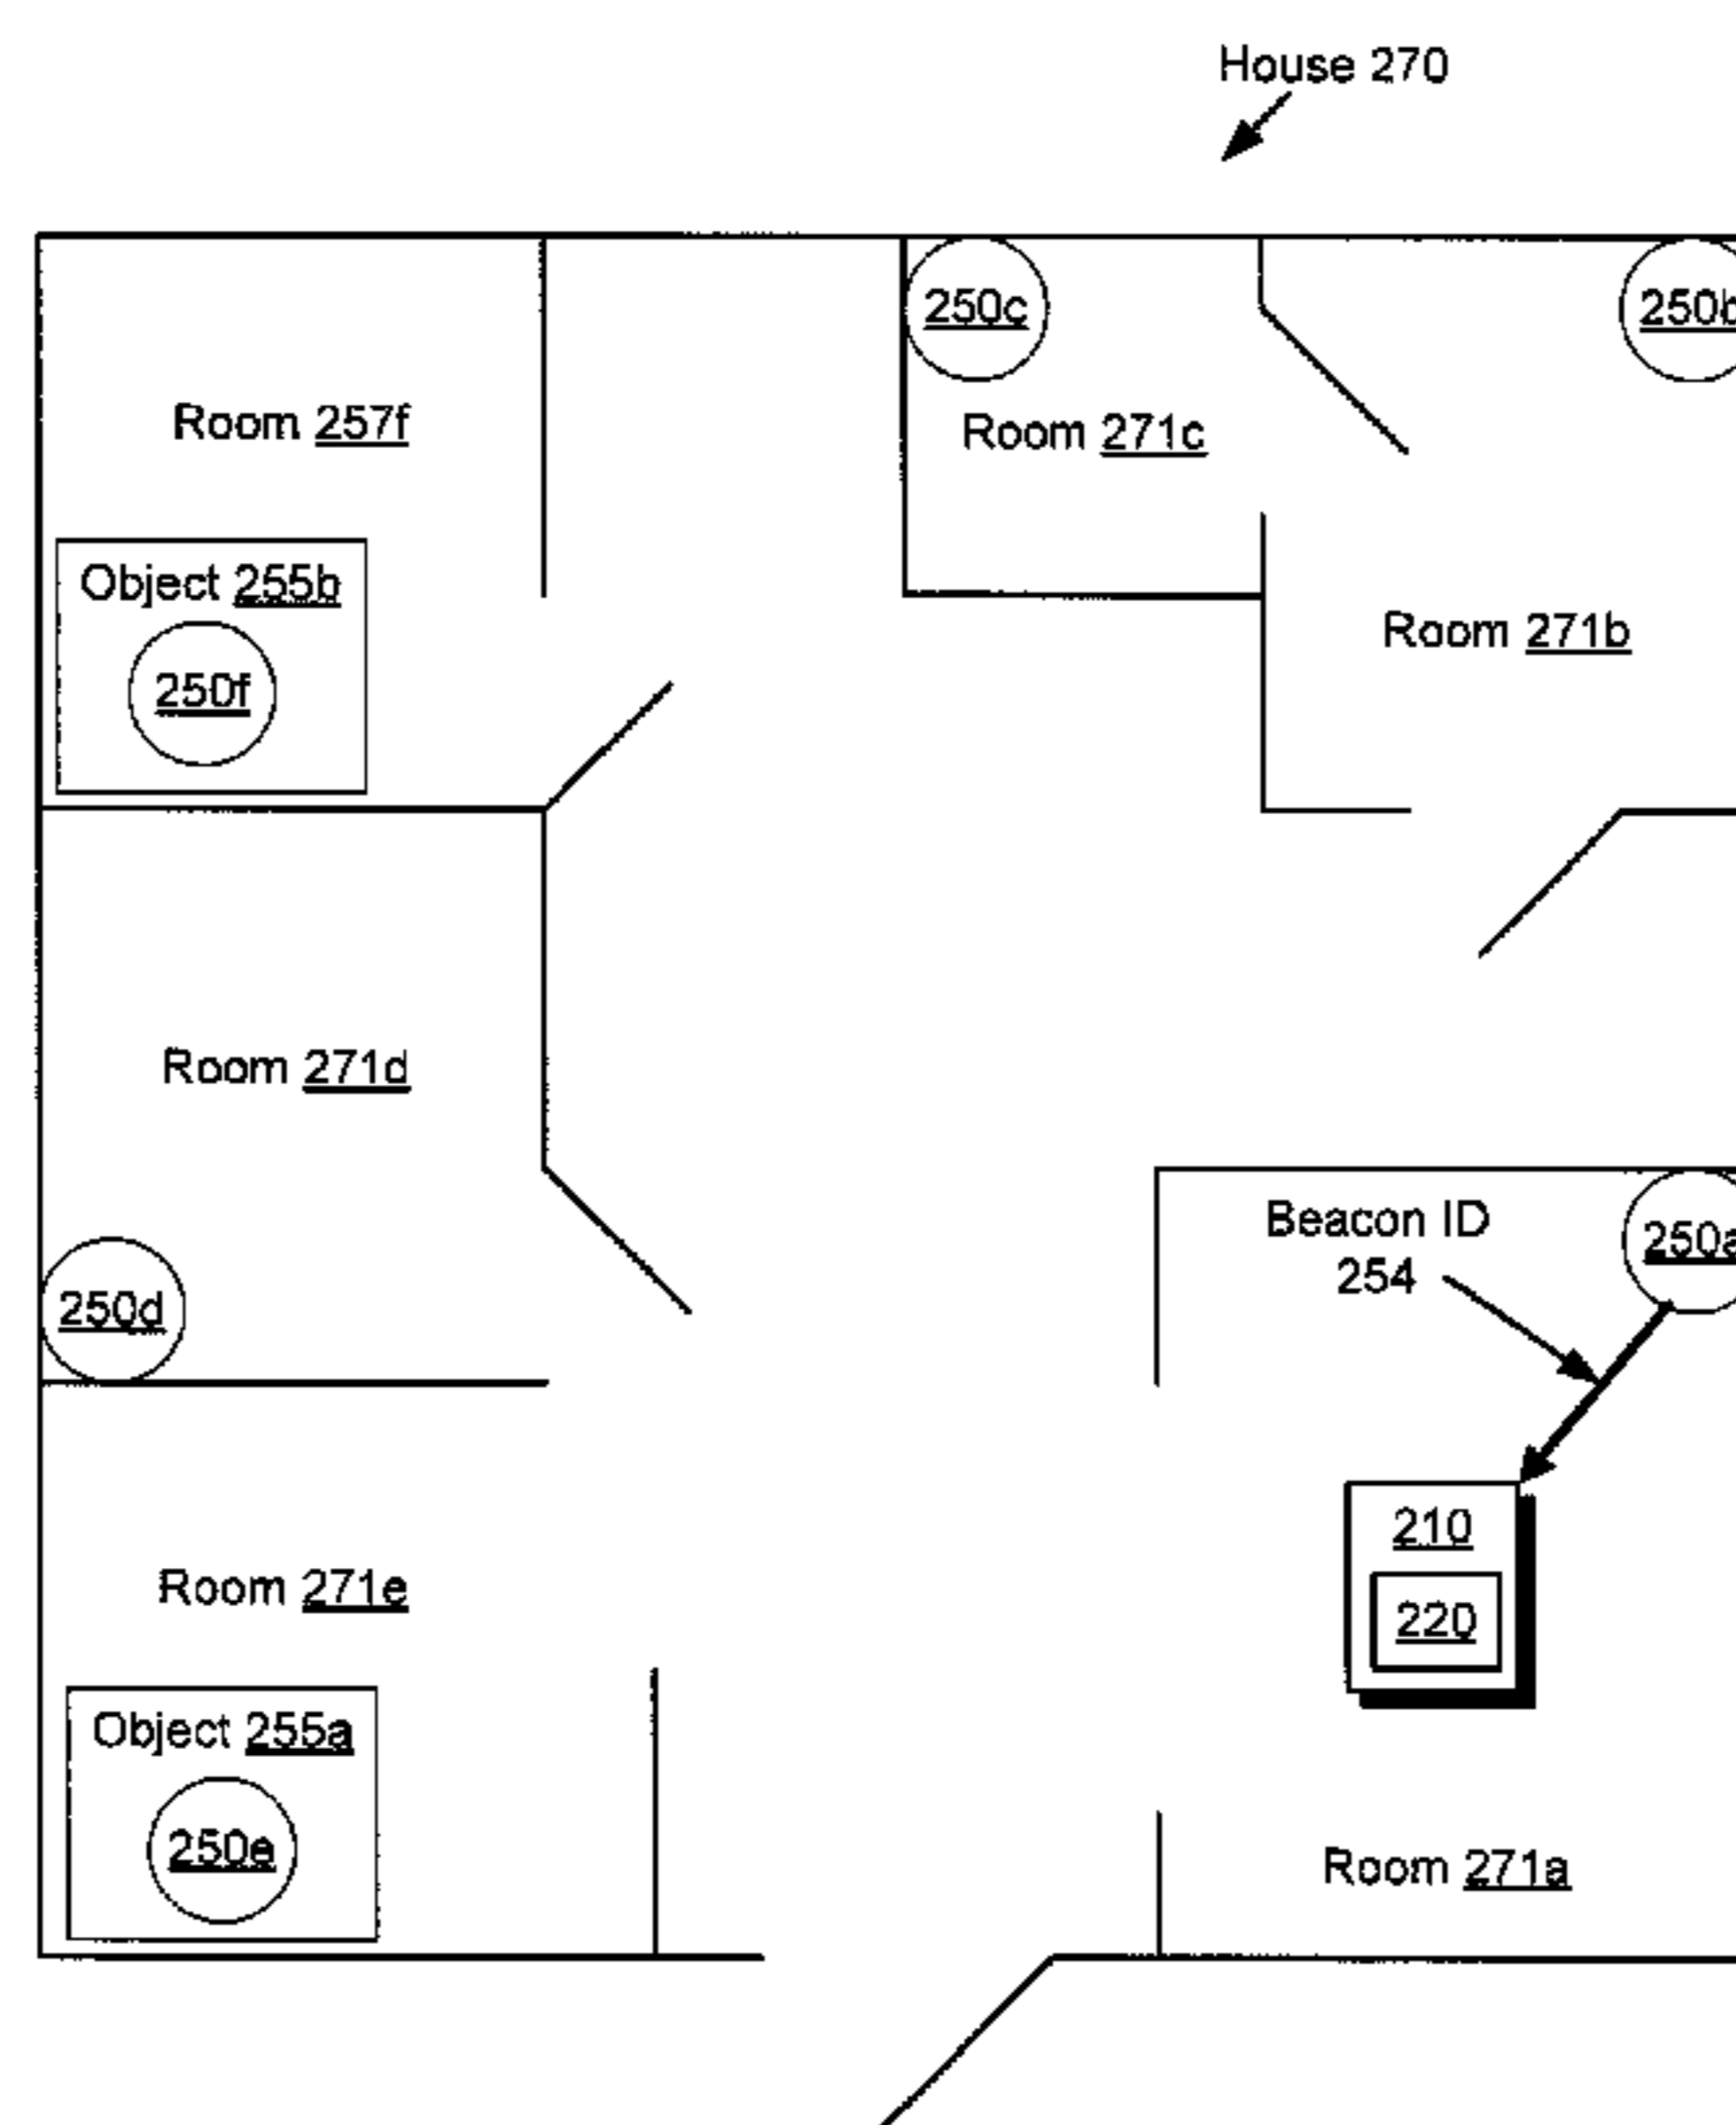 House 270
250c
250b
Room 257f
Room 271c
Object 255b
Room 271b
250f
Room 271d
Beacon ID
254
250a
250d
210
Room 271e
220
Object 255a
250e
Room 271a